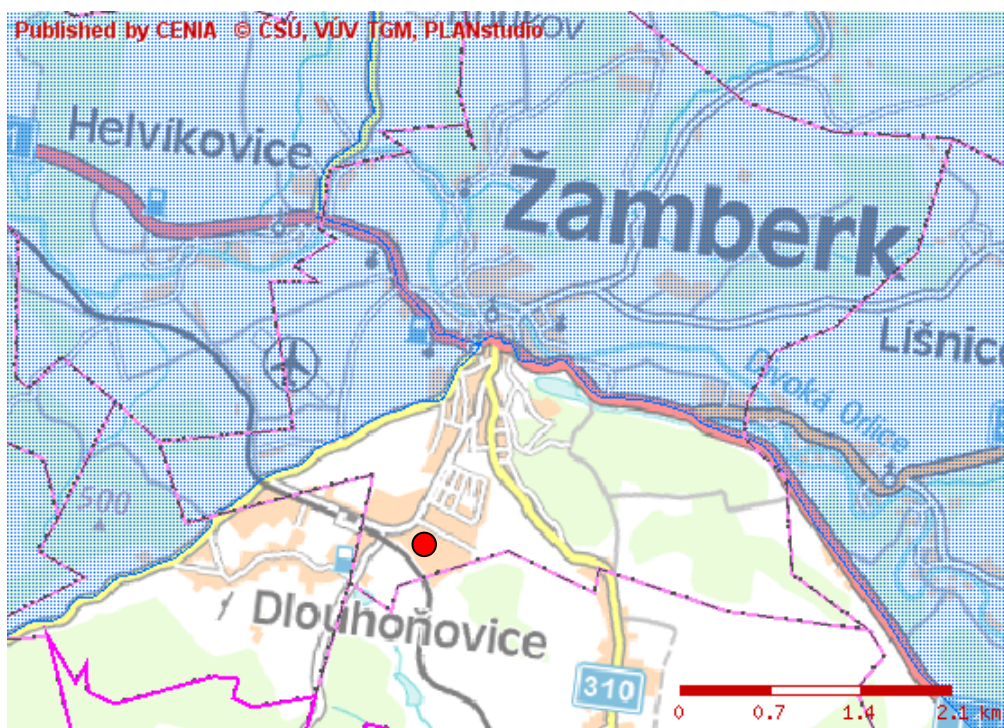 Published by CENIA © ČSÚ, VÚV TGM, PLANstudio
Helvíkovice
Žamberk
Lišnice
Divoká Orlice
500
Dlouhoňovice
310
0 0.7 1.4 2.1 km